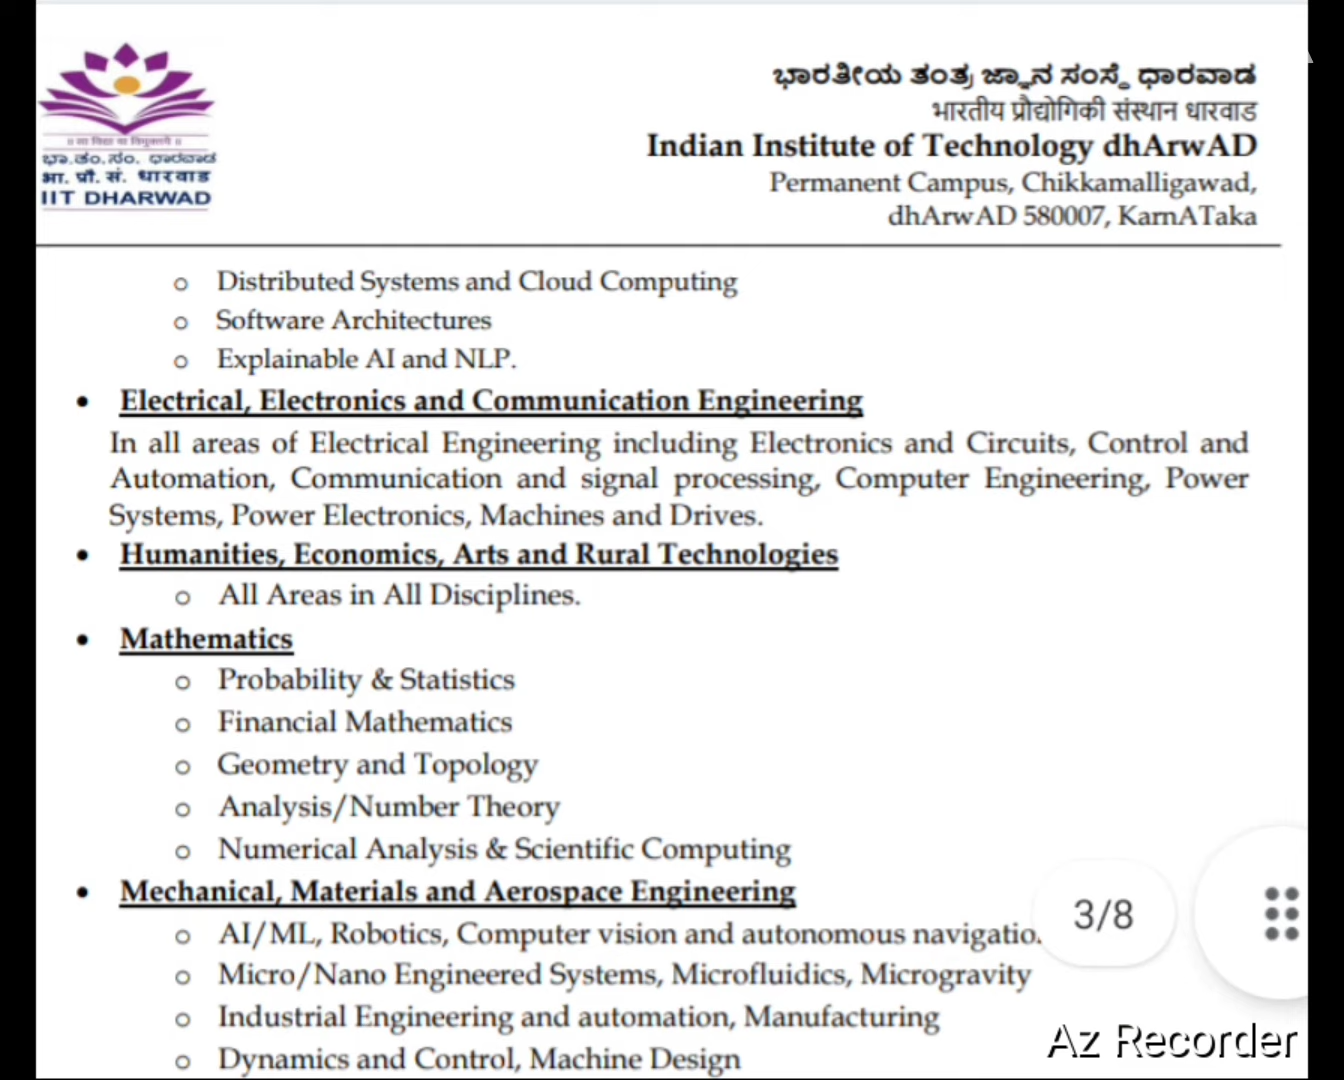 ॥ सा विद्या या विमुक्तये ॥
ಭಾ.ತಂ.ಸಂ. ಧಾರವಾಡ
भा. प्रौ. सं. धारवाड
IIT DHARWAD
ಭಾರತೀಯ ತಂತ್ರಜ್ಞಾನ ಸಂಸ್ಥೆ ಧಾರವಾಡ
भारतीय प्रौद्योगिकी संस्थान धारवाड
Indian Institute of Technology dhArwAD
Permanent Campus, Chikkamalligawad,
dhArwAD 580007, KarnATaka
o Distributed Systems and Cloud Computing
o Software Architectures
o Explainable AI and NLP.
• Electrical, Electronics and Communication Engineering
In all areas of Electrical Engineering including Electronics and Circuits, Control and
Automation, Communication and signal processing, Computer Engineering, Power
Systems, Power Electronics, Machines and Drives.
• Humanities, Economics, Arts and Rural Technologies
o All Areas in All Disciplines.
• Mathematics
o Probability & Statistics
o Financial Mathematics
o Geometry and Topology
o Analysis/Number Theory
o Numerical Analysis & Scientific Computing
• Mechanical, Materials and Aerospace Engineering
o AI/ML, Robotics, Computer vision and autonomous navigatio
3/8
o Micro/Nano Engineered Systems, Microfluidics, Microgravity
o Industrial Engineering and automation, Manufacturing
o Dynamics and Control, Machine Design
Az Recorder